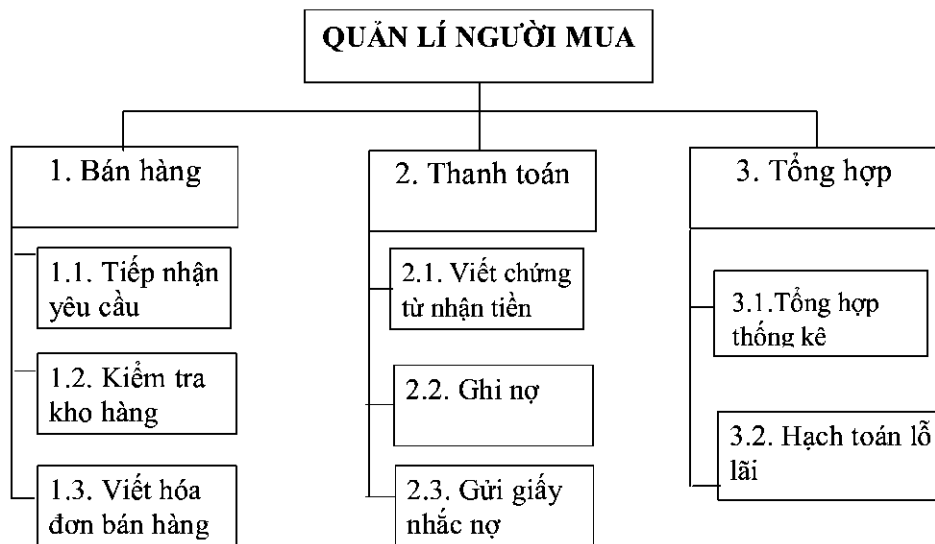 QUẢN LÍ NGƯỜI MUA
1. Bán hàng
2. Thanh toán
3. Tổng hợp
1.1. Tiếp nhận
yêu cầu
2.1. Viết chứng
từ nhận tiền
3.1.Tổng hợp
thống kê
1.2. Kiểm tra
kho hàng
2.2. Ghi nợ
3.2. Hạch toán lỗ
lãi
1.3. Viết hóa
đơn bán hàng
2.3. Gửi giấy
nhắc nợ